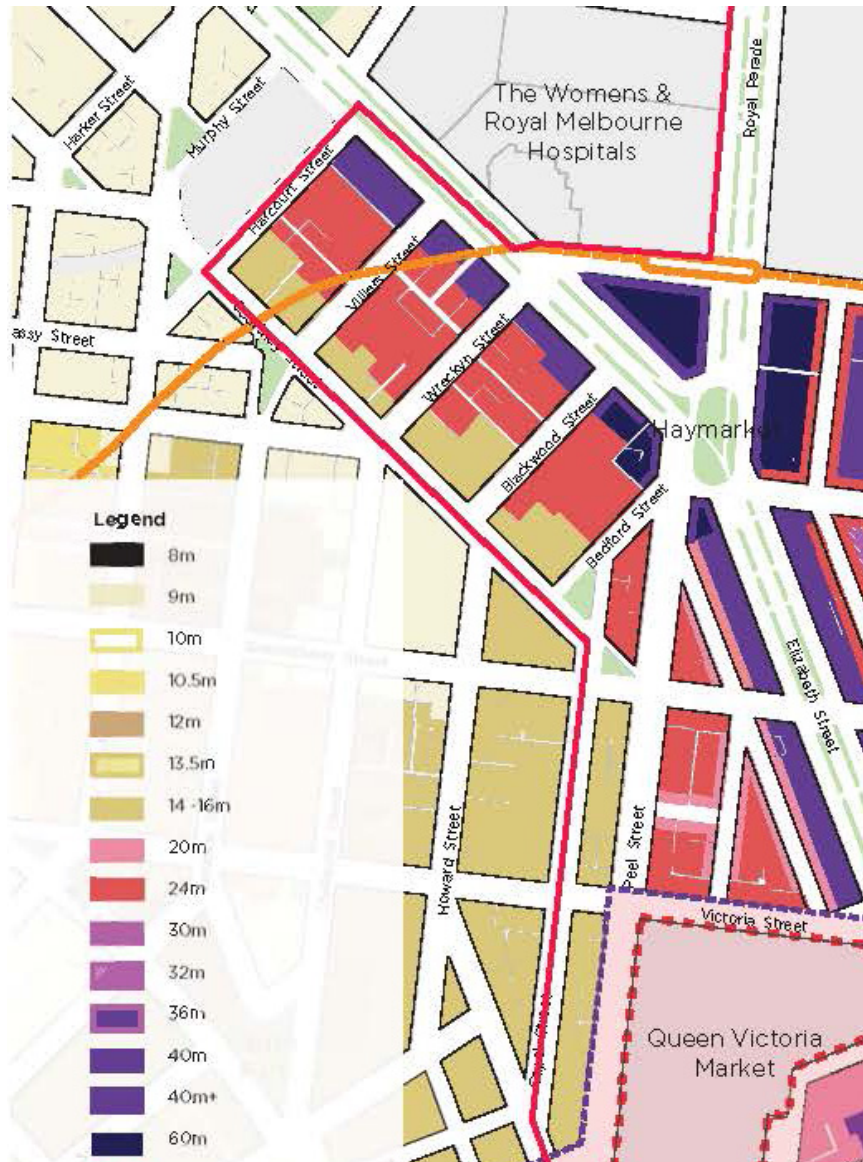 Harker Street
Murphy Street
The Womens &
Royal Melbourne
Hospitals
Royal Parade
Harcourt Street
Villiers Street
Wreckyn Street
Blackwood Street
Haymarke
Bedford Street
assy Street
Elizabeth Street
Legend
8m
9m
10m
10.5m
12m
13.5m
14 -16m
20m
24m
30m
32m
36m
40m
40m+
60m
Howard Street
Peel Street
Victoria Street
Queen Victoria
Market